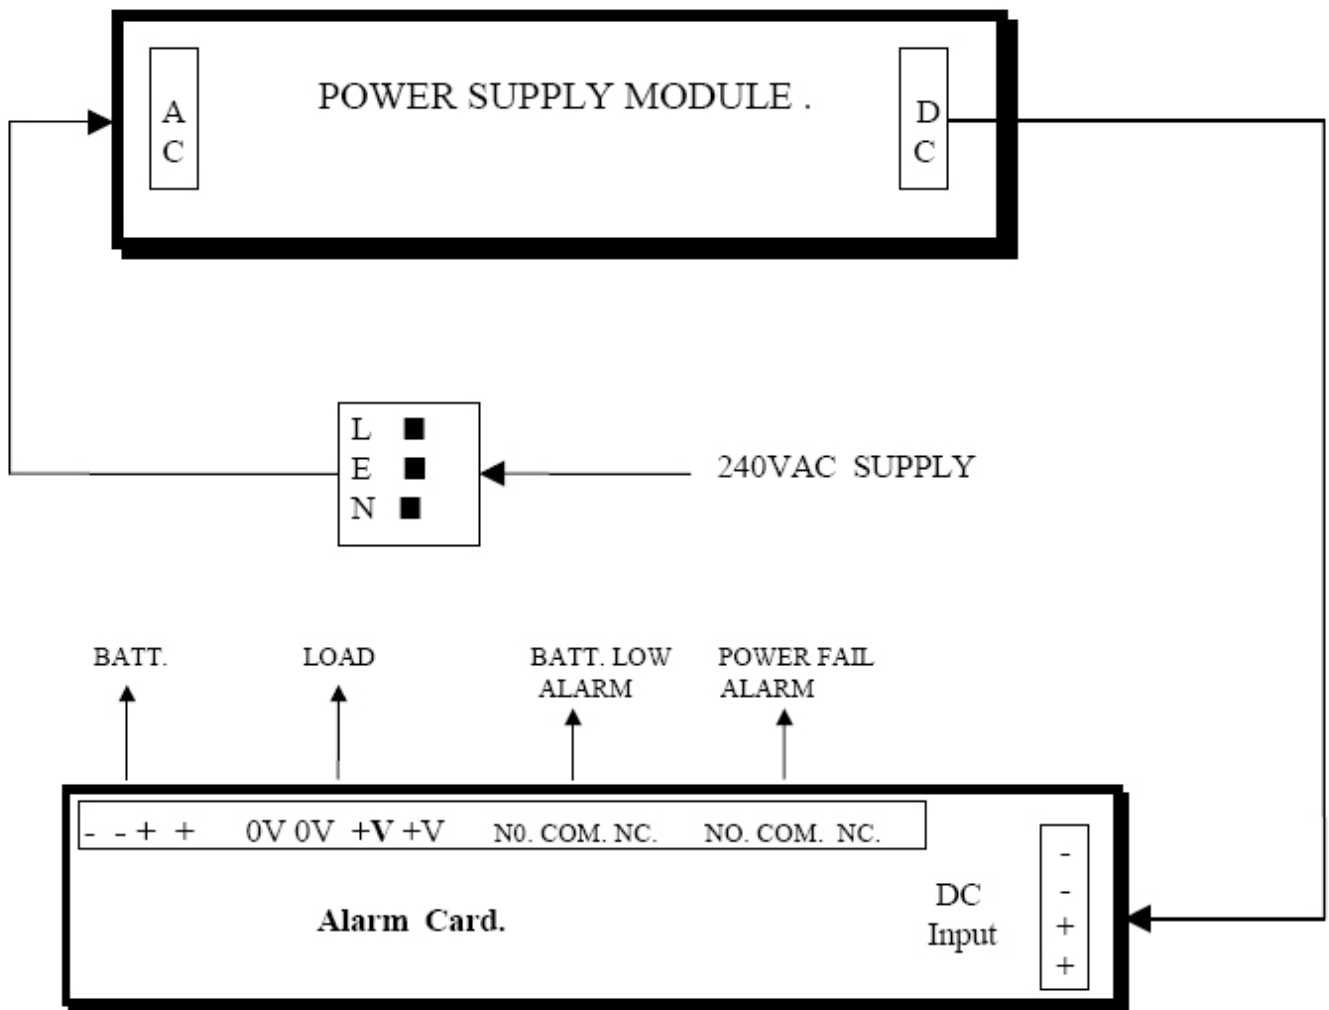 POWER SUPPLY MODULE .
A
C
D
C
L
E
N
240VAC SUPPLY
BATT.
LOAD
BATT. LOW
ALARM
POWER FAIL
ALARM
- - + + 0V 0V +V +V N0. COM. NC. NO. COM. NC.
Alarm Card.
DC
Input
-
-
+
+